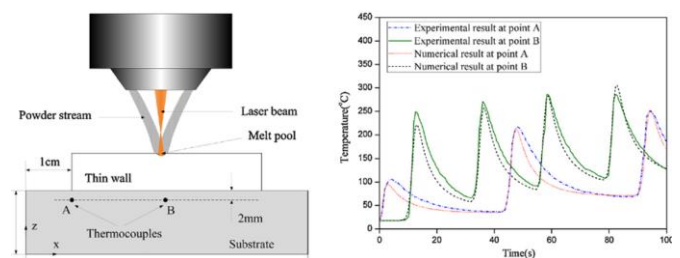 Powder stream
Laser beam
Melt pool
1cm
Thin wall
A
B
2mm
Thermocouples
Substrate
z
x
Experimental result at point A
Experimental result at point B
Numerical result at point A
Numerical result at point B
Temperature(°C)
450
400
350
300
250
200
150
100
50
0
0 20 40 60 80 100
Time(s)